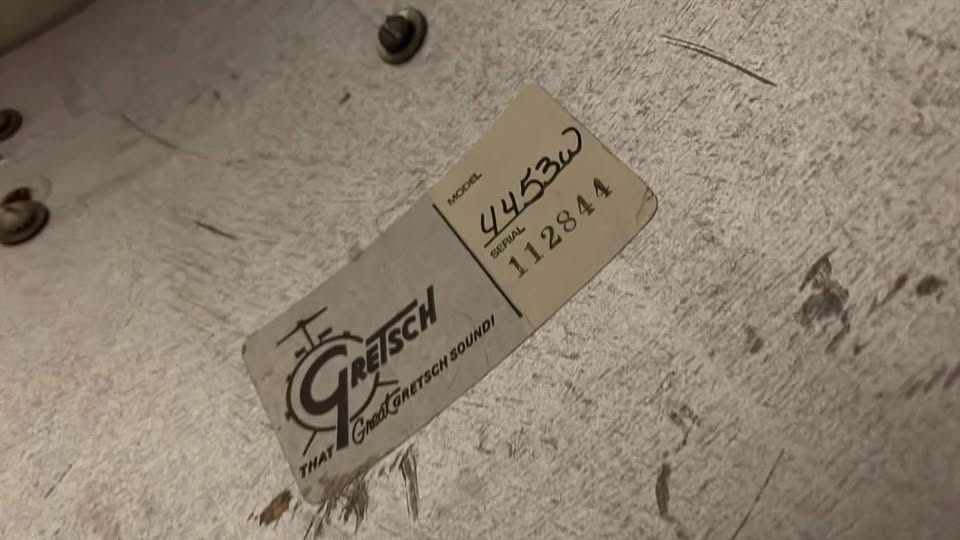 GRETSCH
THAT Great GRETSCH SOUND!
MODEL
4453W
SERIAL
112844